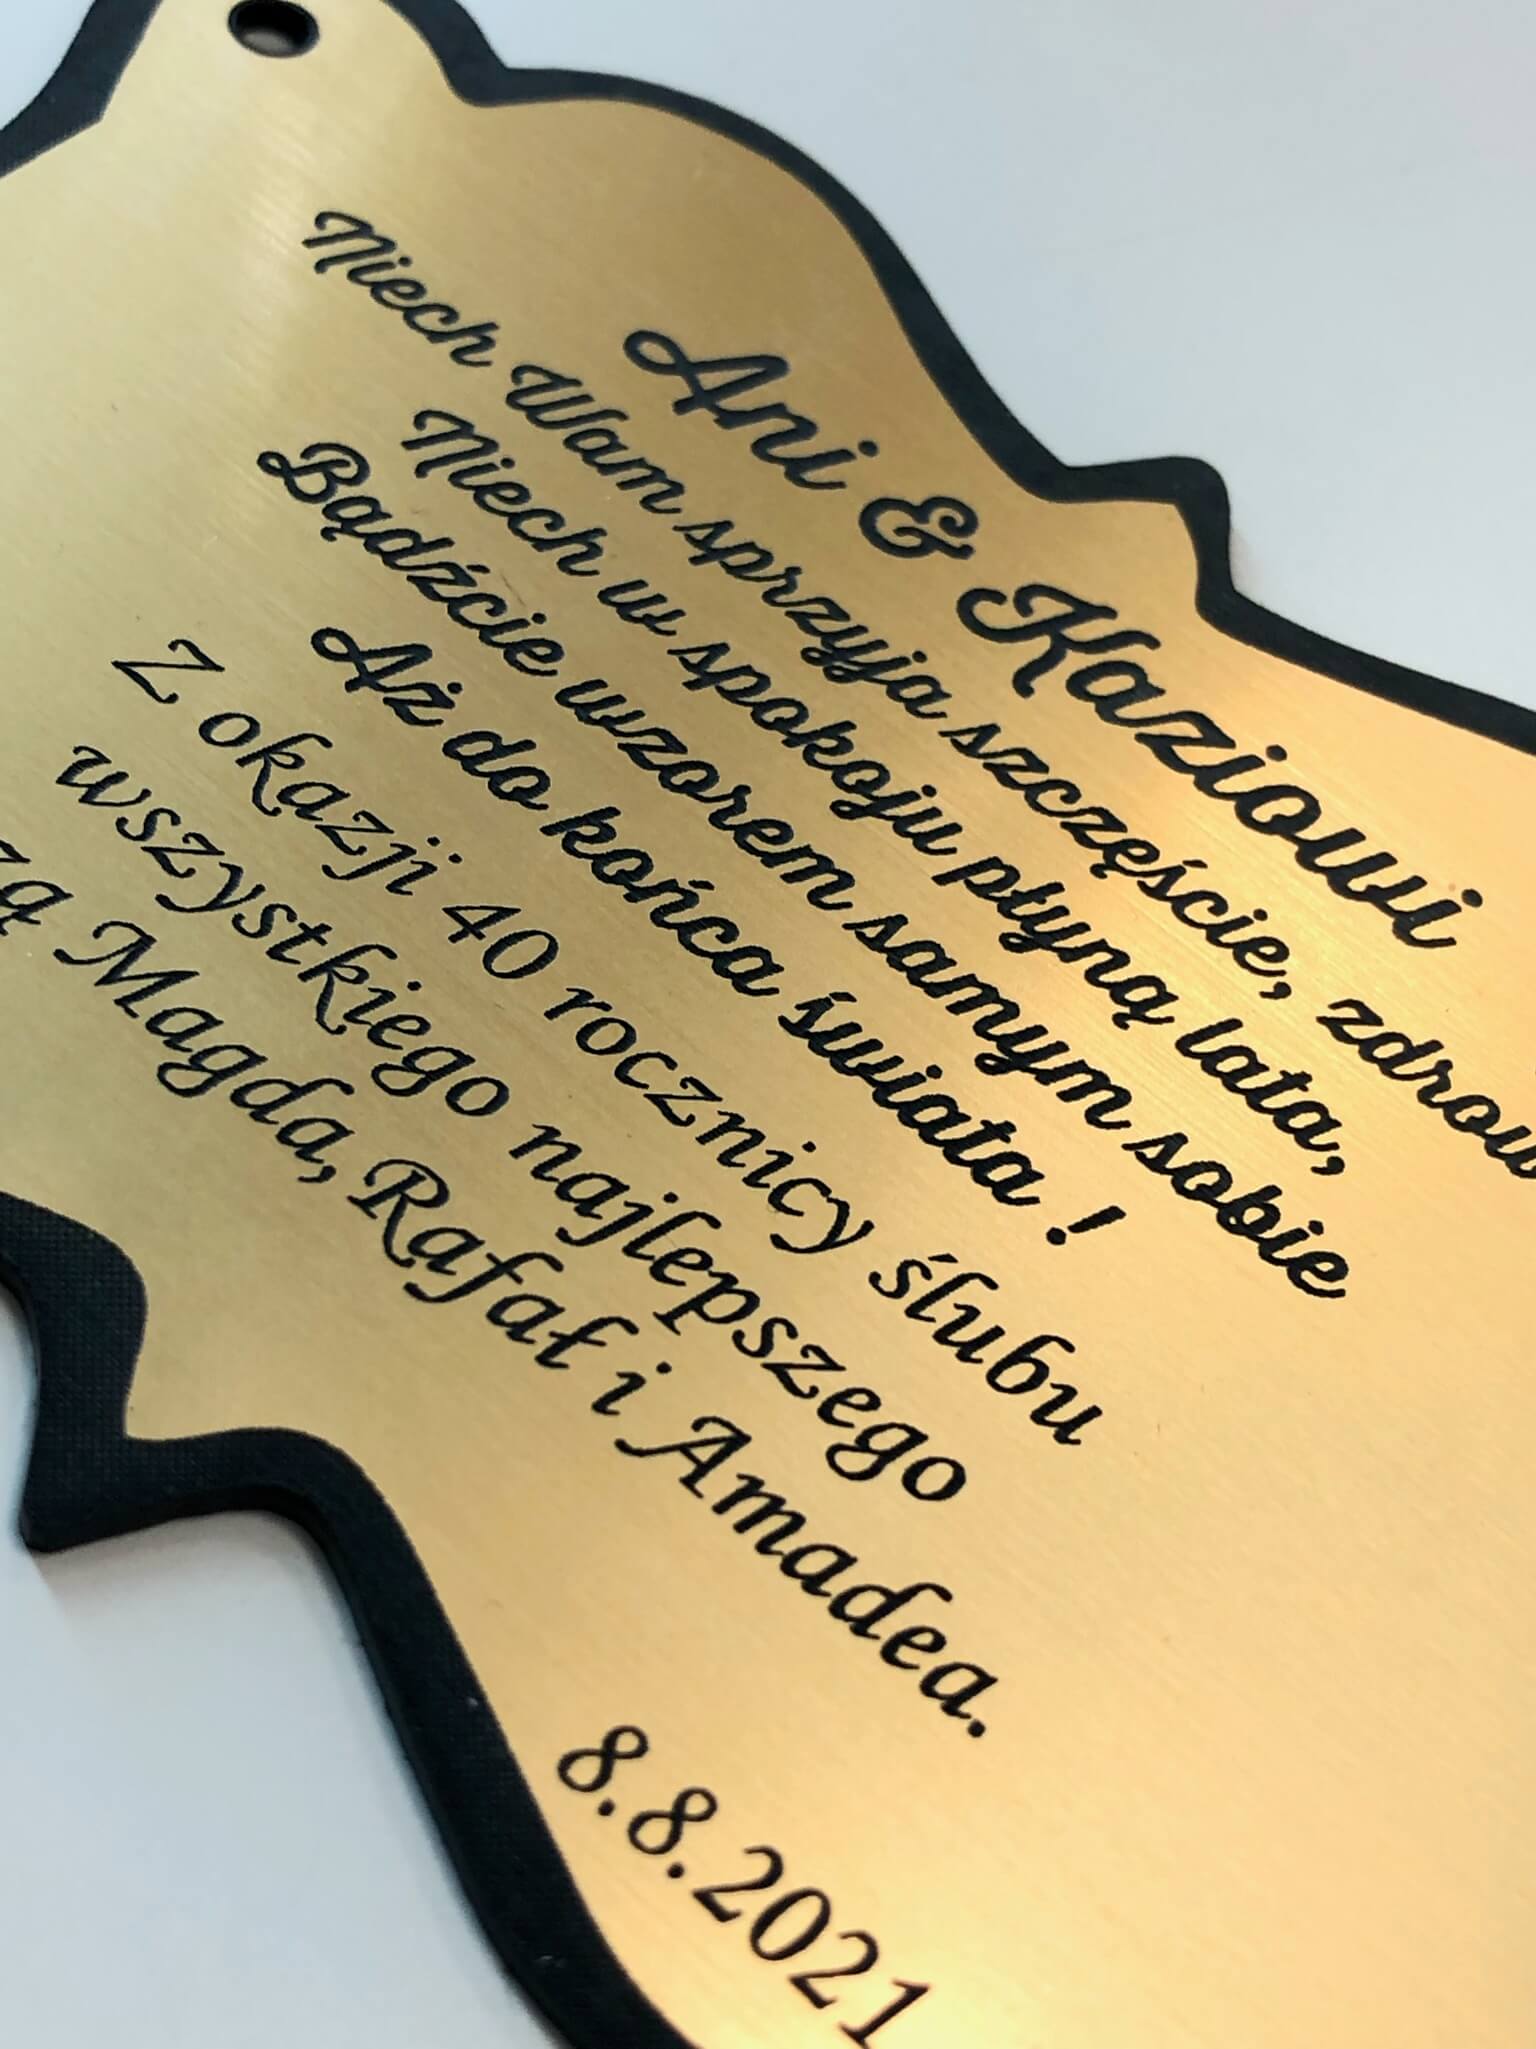 Ani & Kaziowi
Niech Wam sprzyja szczęście,
Niech w spokoju płyną lata,
Bądźcie wzorem samym sobie
Aż do końca świata !
Z okazji 40 rocznicy ślubu
wszystkiego najlepszego
Magda, Rafał i Amadea.
8.8.2021